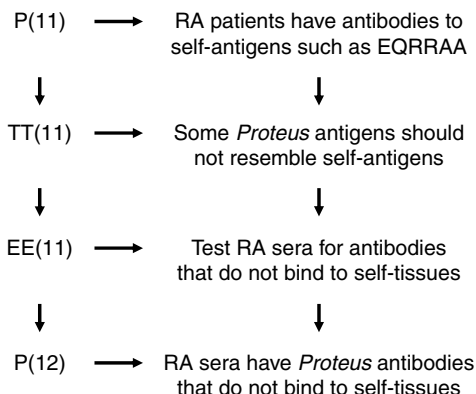 P(11) RA patients have antibodies to
self-antigens such as EQRRAA
TT(11) Some Proteus antigens should
not resemble self-antigens
EE(11) Test RA sera for antibodies
that do not bind to self-tissues
P(12) RA sera have Proteus antibodies
that do not bind to self-tissues